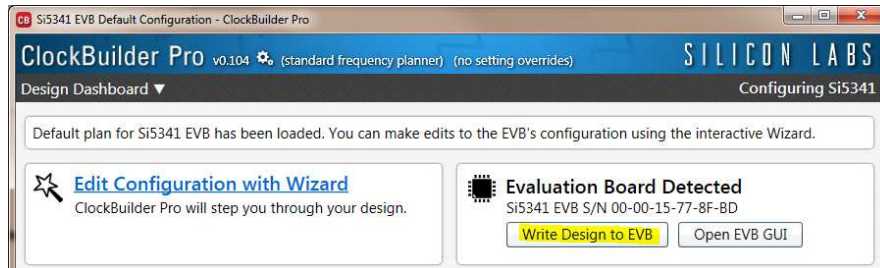 CB Si5341 EVB Default Configuration - ClockBuilder Pro
ClockBuilder Pro v0.104 (standard frequency planner) (no setting overrides) SILICON LABS
Design Dashboard ▼ Configuring Si5341
Default plan for Si5341 EVB has been loaded. You can make edits to the EVB's configuration using the interactive Wizard.
Edit Configuration with Wizard
ClockBuilder Pro will step you through your design.
Evaluation Board Detected
Si5341 EVB S/N 00-00-15-77-8F-BD
Write Design to EVB Open EVB GUI